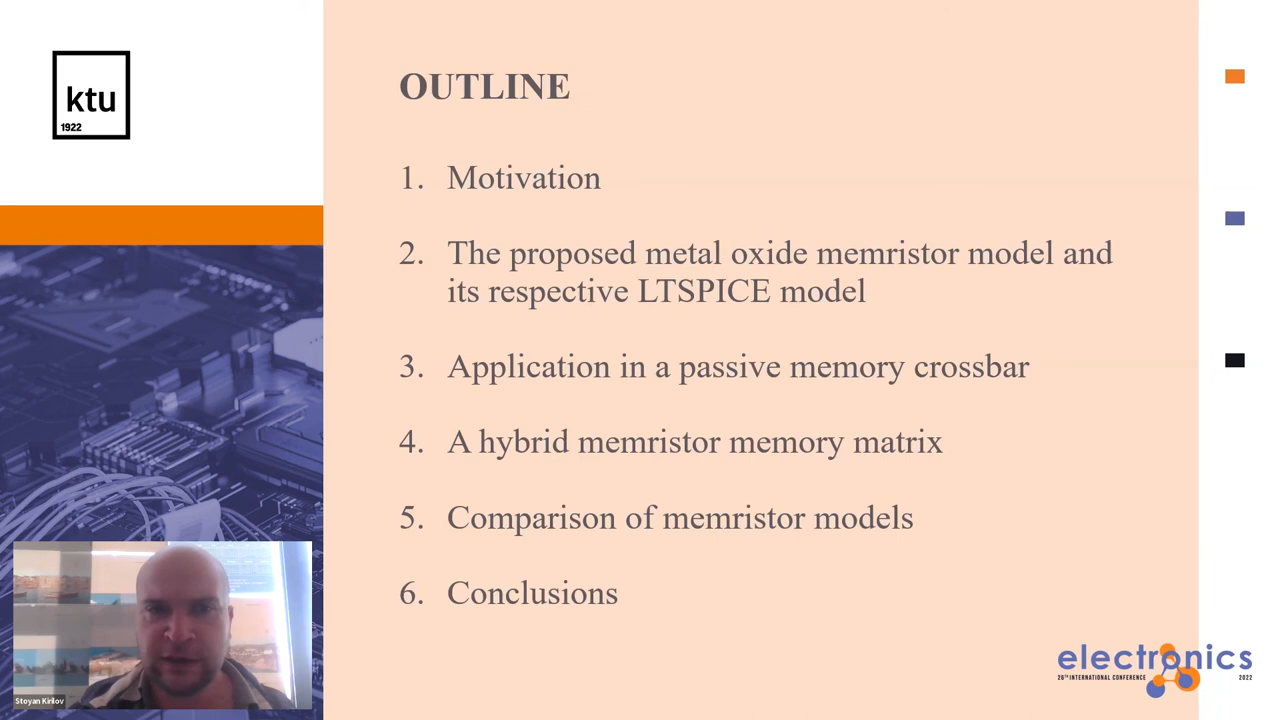 ktu
1922
OUTLINE
1. Motivation
2. The proposed metal oxide memristor model and
its respective LTSPICE model
3. Application in a passive memory crossbar
4. A hybrid memristor memory matrix
5. Comparison of memristor models
6. Conclusions
Stoyan Kirilov
electronics
26TH INTERNATIONAL CONFERENCE 2022